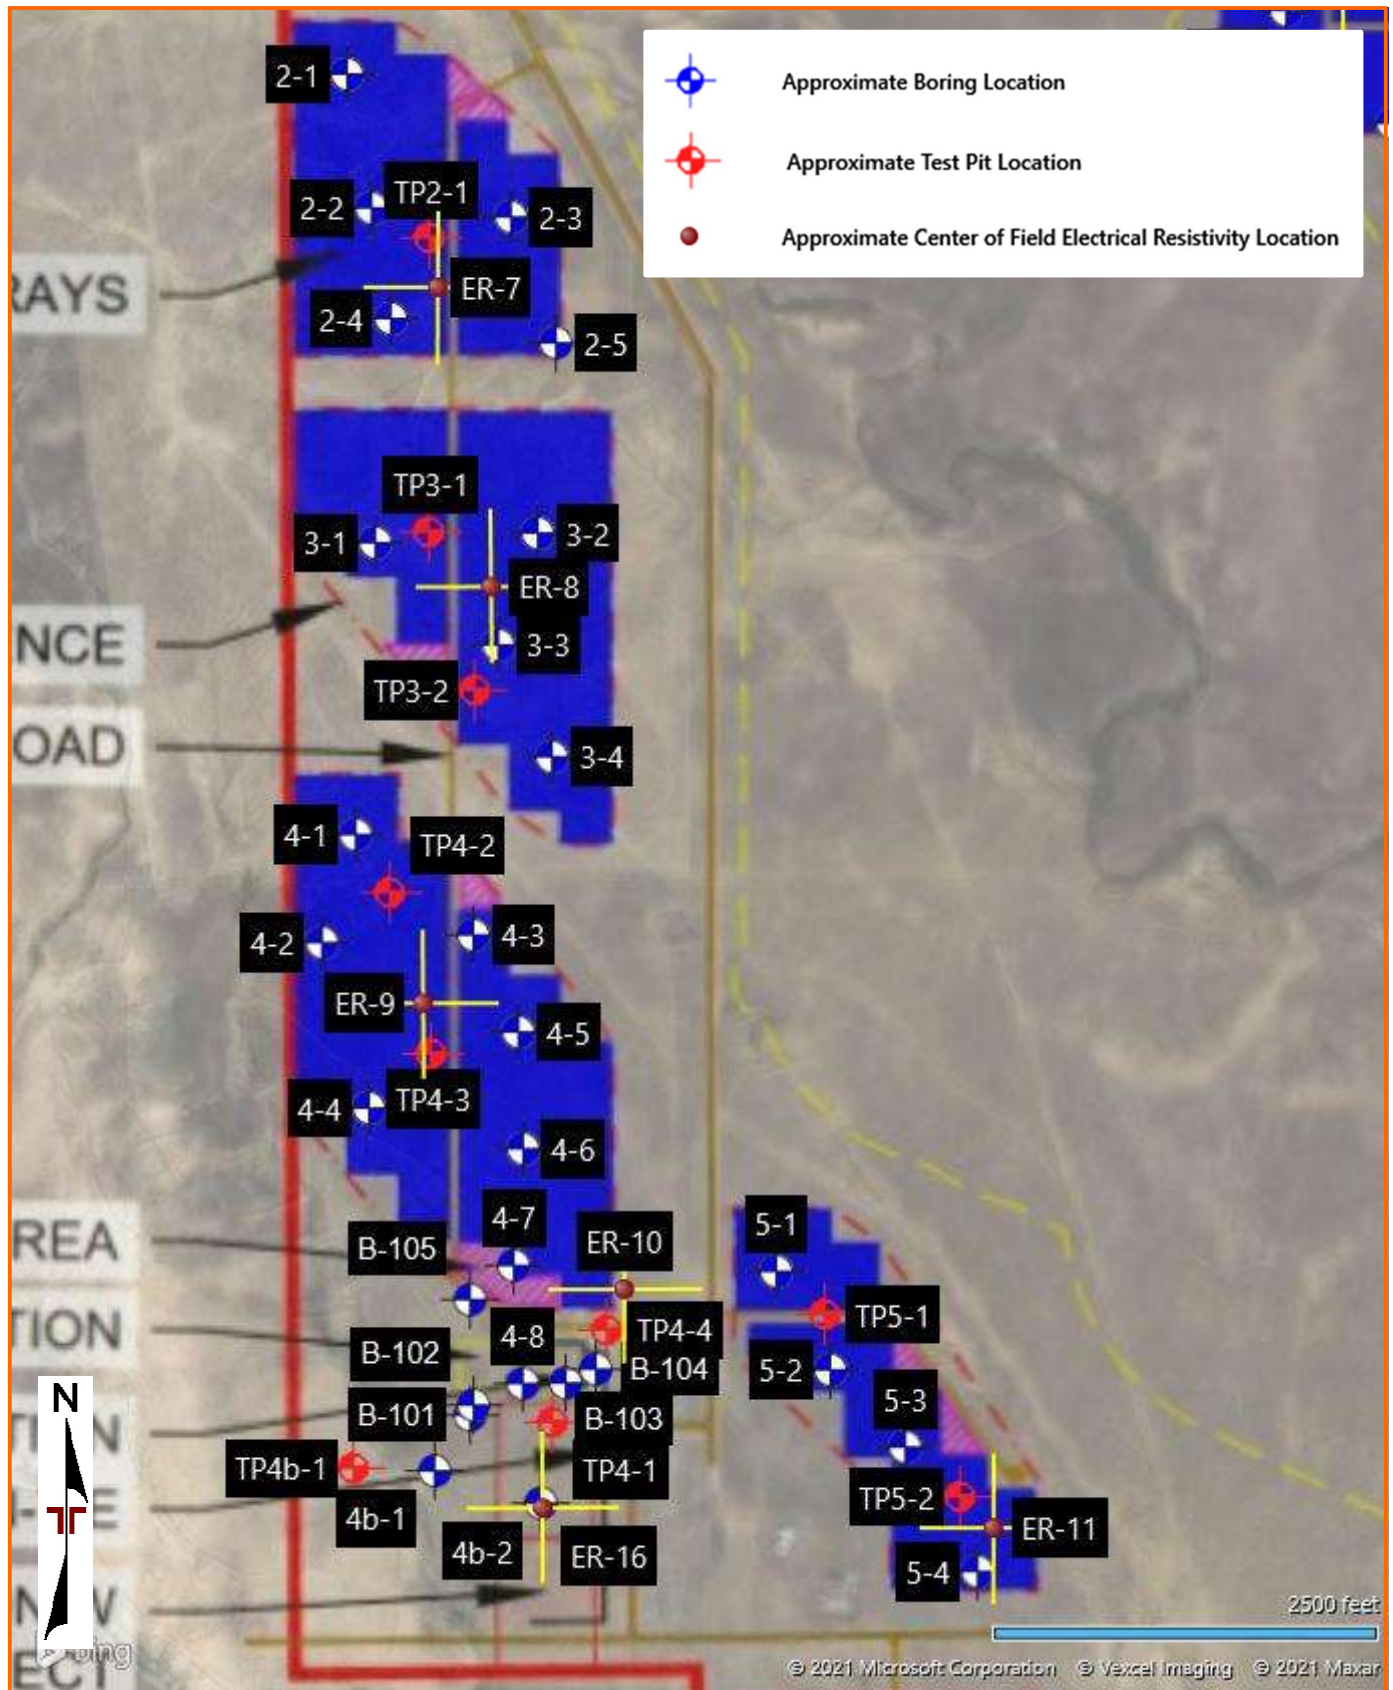 Approximate Boring Location
Approximate Test Pit Location
Approximate Center of Field Electrical Resistivity Location
2-1
TP2-1
2-2
2-3
RAYS
ER-7
2-4
2-5
TP3-1
3-1
3-2
ER-8
NCE
3-3
TP3-2
OAD
3-4
4-1
TP4-2
4-2
4-3
ER-9
4-5
TP4-3
4-4
4-6
4-7
5-1
REA
B-105
ER-10
TP5-1
TION
4-8
TP4-4
B-102
B-104
5-2
5-3
N
B-101
B-103
TP4b-1
TP4-1
TP5-2
4b-1
ER-11
4b-2
ER-16
5-4
2500 feet
bing
ECT
© 2021 Microsoft Corporation © Vexcel Imaging © 2021 Maxar